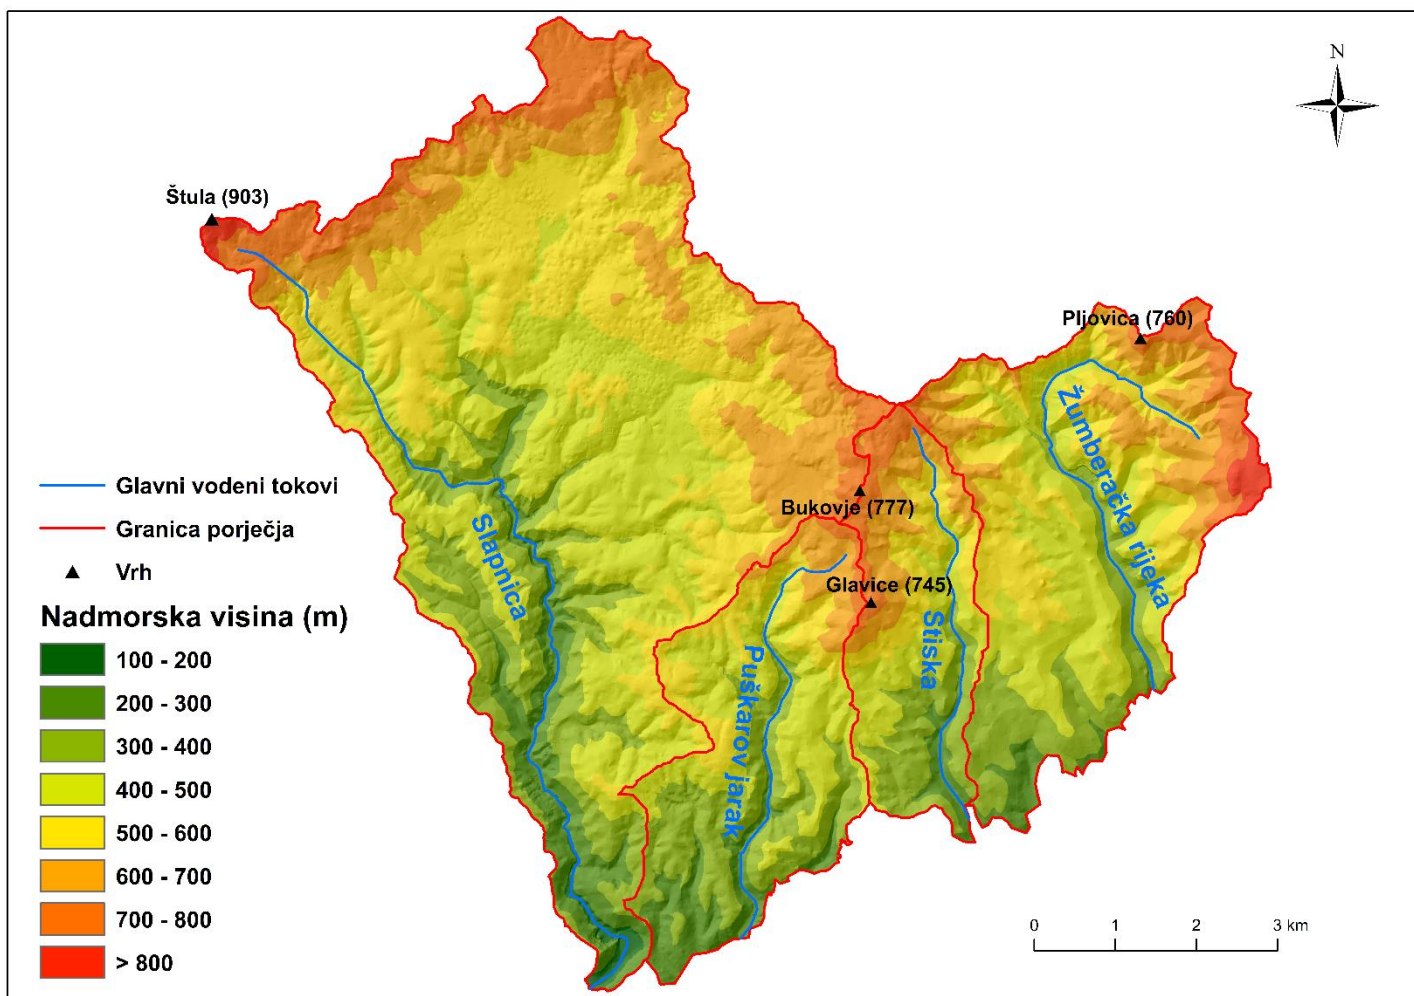 N
Štula (903)
Pljovica (760)
Žumberačka rijeka
Glavni vodeni tokovi
Bukovje (777)
Slapnica
Granica porječja
Vrh
Glavice (745)
Stiska
Nadmorska visina (m)
Puškarov jarak
100 - 200
200 - 300
300 - 400
400 - 500
500 - 600
600 - 700
700 - 800
> 800
0 1 2 3 km